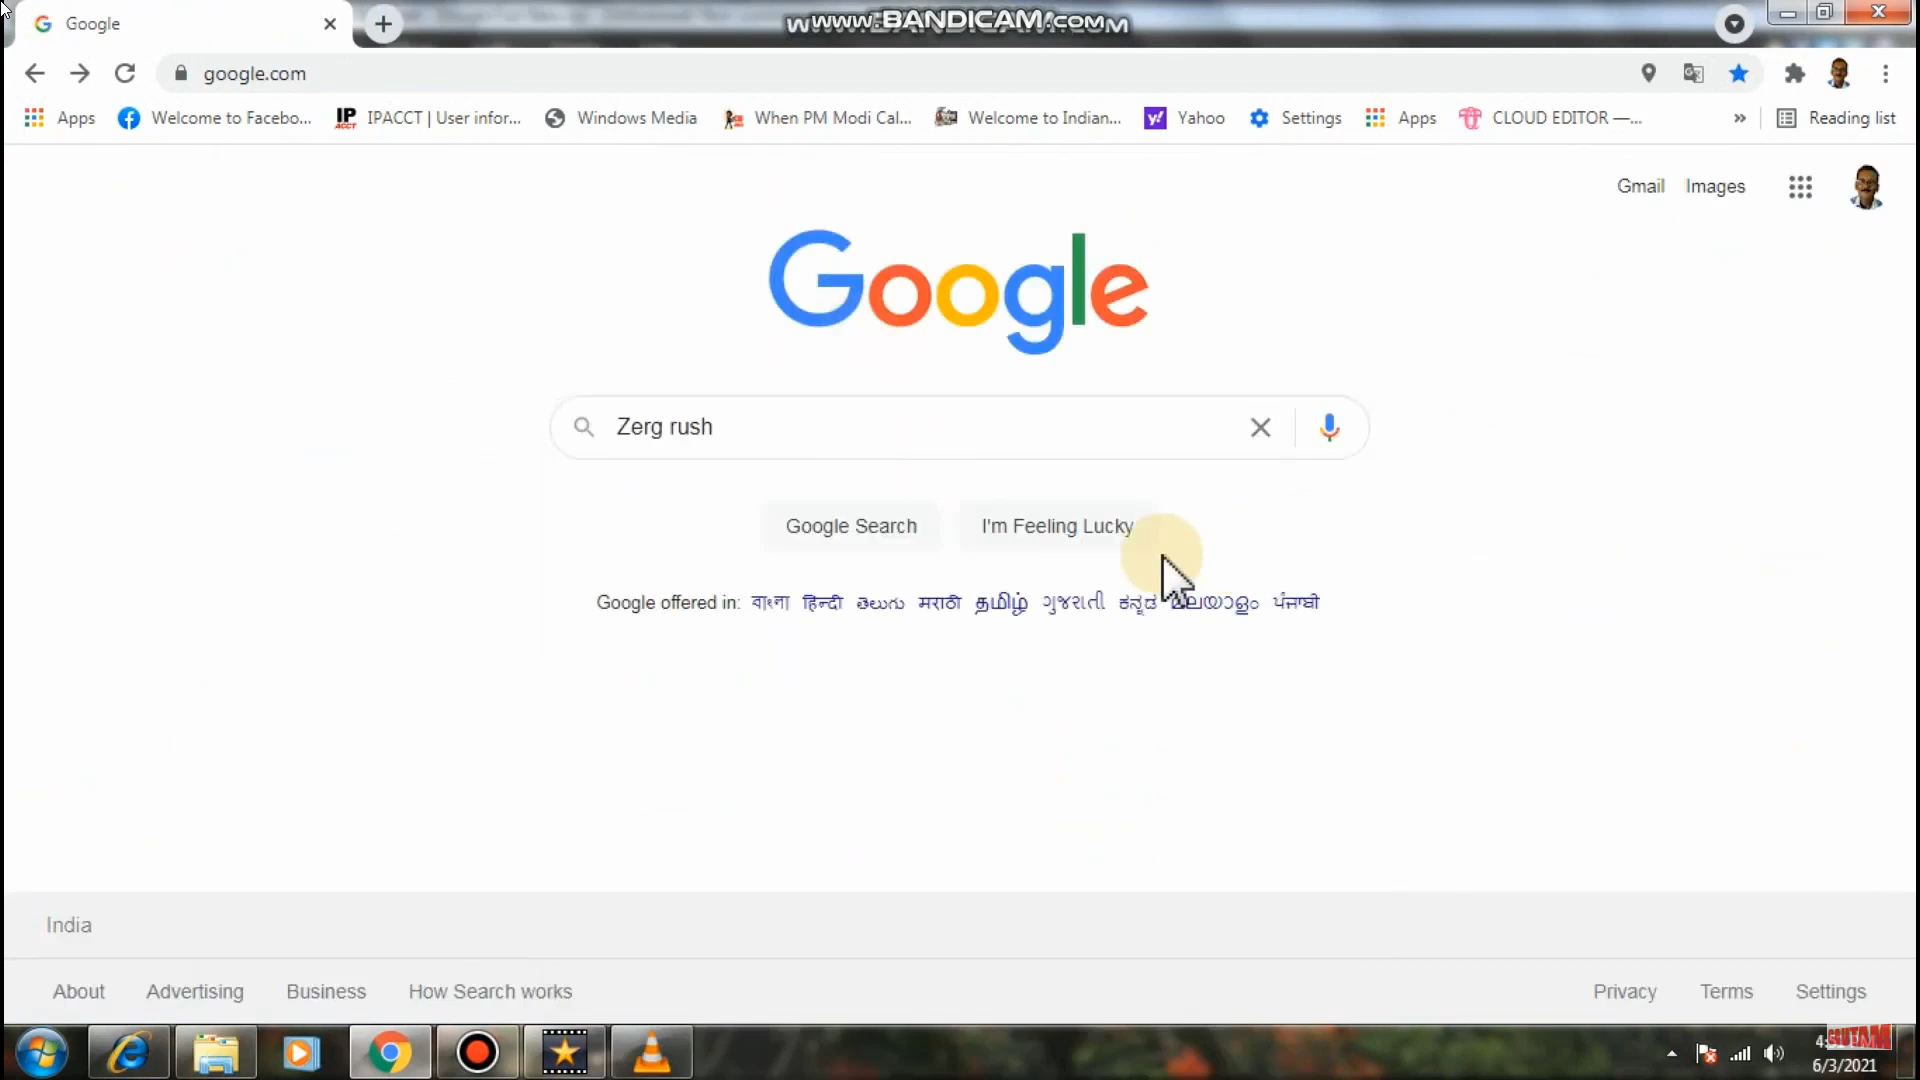 Google
WWW.BANDICAM.COM
google.com
Apps
Welcome to Facebo...
IP ACCT
IPACCT | User infor...
Windows Media
When PM Modi Cal...
Welcome to Indian...
y!
Yahoo
Settings
Apps
CLOUD EDITOR —...
»
Reading list
Gmail Images
Google
Zerg rush
Google Search
I'm Feeling Lucky
Google offered in: বাংলা हिन्दी తెలుగు मराठी தமிழ் ગુજરાતી ಕನ್ನಡ മലയാളം ਪੰਜਾਬੀ
India
About Advertising Business How Search works
Privacy Terms Settings
6/3/2021